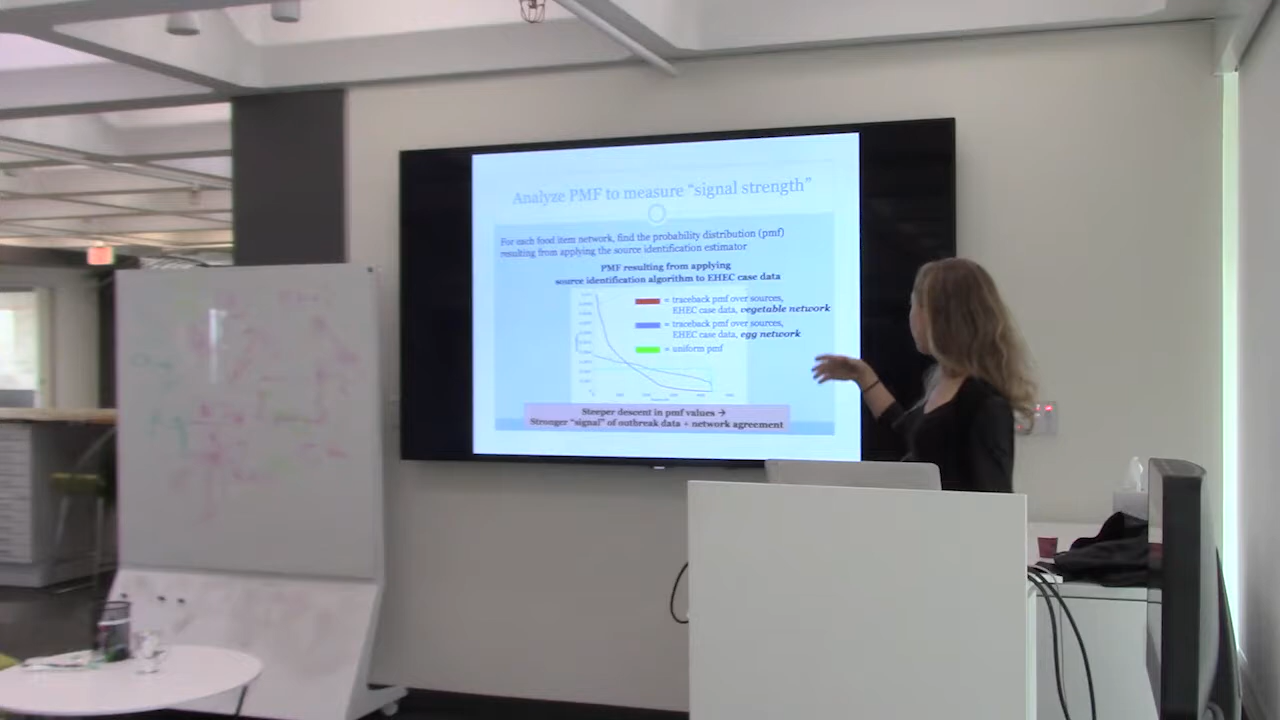 Analyze PMF to measure “signal strength”
For each food item network, find the probability distribution (pmf)
resulting from applying the source identification estimator
PMF resulting from applying
source identification algorithm to EHEC case data
= traceback pmf over sources,
EHEC case data, vegetable network
= traceback pmf over sources,
EHEC case data, egg network
= uniform pmf
Steeper descent in pmf values →
Stronger “signal” of outbreak data + network agreement